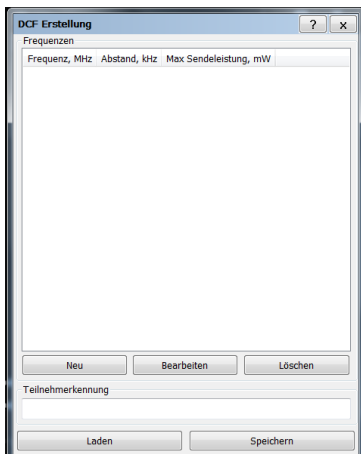 DCF Erstellung
Frequenzen
Frequenz, MHz Abstand, kHz Max Sendeleistung, mW
Neu Bearbeiten Löschen
Teilnehmerkennung
Laden Speichern